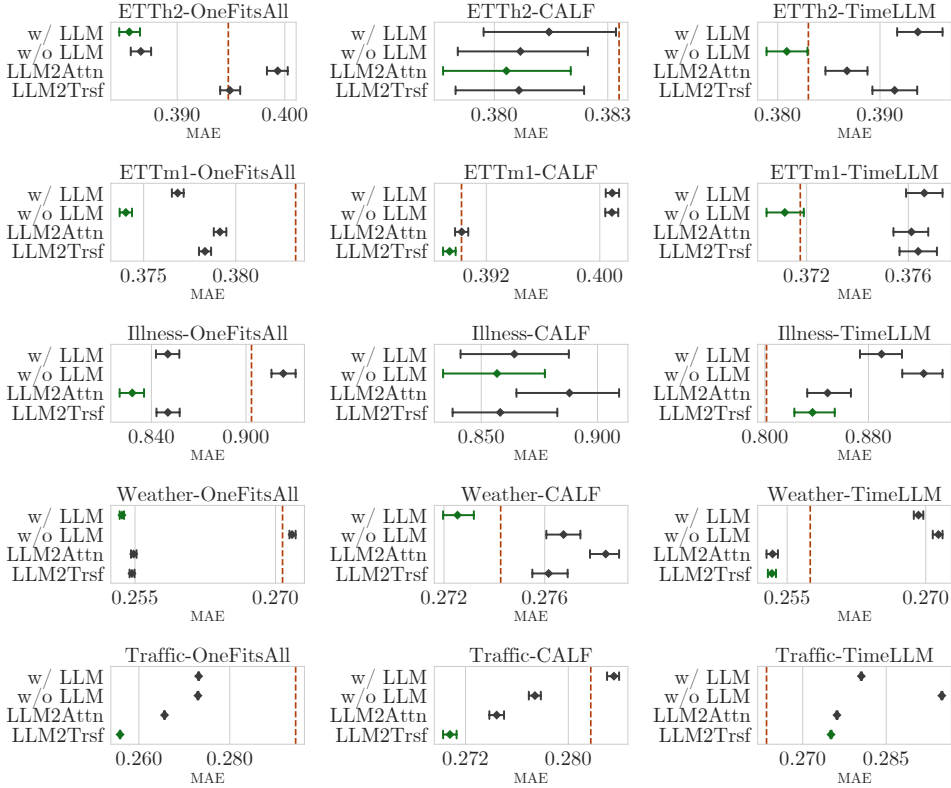 ETTh2-OneFitsAll
w/ LLM
w/o LLM
LLM2Attn
LLM2Trsf
0.390 0.400
MAE
ETTh2-CALF
w/ LLM
w/o LLM
LLM2Attn
LLM2Trsf
0.380 0.383
MAE
ETTh2-TimeLLM
w/ LLM
w/o LLM
LLM2Attn
LLM2Trsf
0.380 0.390
MAE
ETTm1-OneFitsAll
w/ LLM
w/o LLM
LLM2Attn
LLM2Trsf
0.375 0.380
MAE
ETTm1-CALF
w/ LLM
w/o LLM
LLM2Attn
LLM2Trsf
0.392 0.400
MAE
ETTm1-TimeLLM
w/ LLM
w/o LLM
LLM2Attn
LLM2Trsf
0.372 0.376
MAE
Illness-OneFitsAll
w/ LLM
w/o LLM
LLM2Attn
LLM2Trsf
0.840 0.900
MAE
Illness-CALF
w/ LLM
w/o LLM
LLM2Attn
LLM2Trsf
0.850 0.900
MAE
Illness-TimeLLM
w/ LLM
w/o LLM
LLM2Attn
LLM2Trsf
0.800 0.880
MAE
Weather-OneFitsAll
w/ LLM
w/o LLM
LLM2Attn
LLM2Trsf
0.255 0.270
MAE
Weather-CALF
w/ LLM
w/o LLM
LLM2Attn
LLM2Trsf
0.272 0.276
MAE
Weather-TimeLLM
w/ LLM
w/o LLM
LLM2Attn
LLM2Trsf
0.255 0.270
MAE
Traffic-OneFitsAll
w/ LLM
w/o LLM
LLM2Attn
LLM2Trsf
0.260 0.280
MAE
Traffic-CALF
w/ LLM
w/o LLM
LLM2Attn
LLM2Trsf
0.272 0.280
MAE
Traffic-TimeLLM
w/ LLM
w/o LLM
LLM2Attn
LLM2Trsf
0.270 0.285
MAE